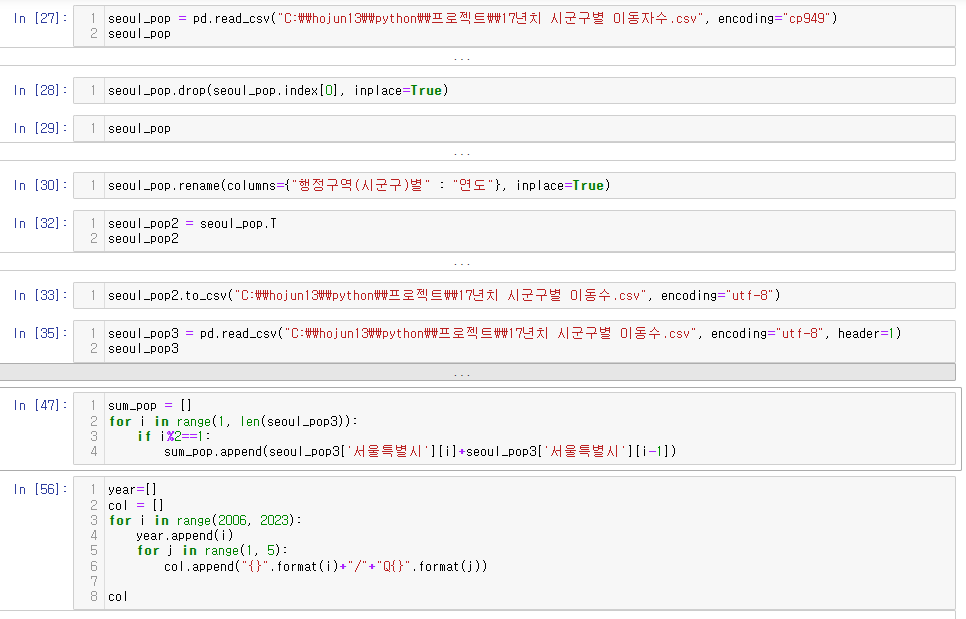 In [27]:
1 seoul_pop = pd.read_csv("C:₩₩hojun13₩₩python₩₩프로젝트₩₩17년치 시군구별 이동자수.csv", encoding="cp949")
2 seoul_pop
...
In [28]:
1 seoul_pop.drop(seoul_pop.index[0], inplace=True)
In [29]:
1 seoul_pop
...
In [30]:
1 seoul_pop.rename(columns={"행정구역(시군구)별" : "연도"}, inplace=True)
In [32]:
1 seoul_pop2 = seoul_pop.T
2 seoul_pop2
...
In [33]:
1 seoul_pop2.to_csv("C:₩₩hojun13₩₩python₩₩프로젝트₩₩17년치 시군구별 이동수.csv", encoding="utf-8")
In [35]:
1 seoul_pop3 = pd.read_csv("C:₩₩hojun13₩₩python₩₩프로젝트₩₩17년치 시군구별 이동수.csv", encoding="utf-8", header=1)
2 seoul_pop3
...
In [47]:
1 sum_pop = []
2 for i in range(1, len(seoul_pop3)):
3     if i%2==1:
4         sum_pop.append(seoul_pop3['서울특별시'][i]+seoul_pop3['서울특별시'][i-1])
In [56]:
1 year=[]
2 col = []
3 for i in range(2006, 2023):
4     year.append(i)
5     for j in range(1, 5):
6         col.append("{}".format(i)+"/"+"Q{}".format(j))
7
8 col